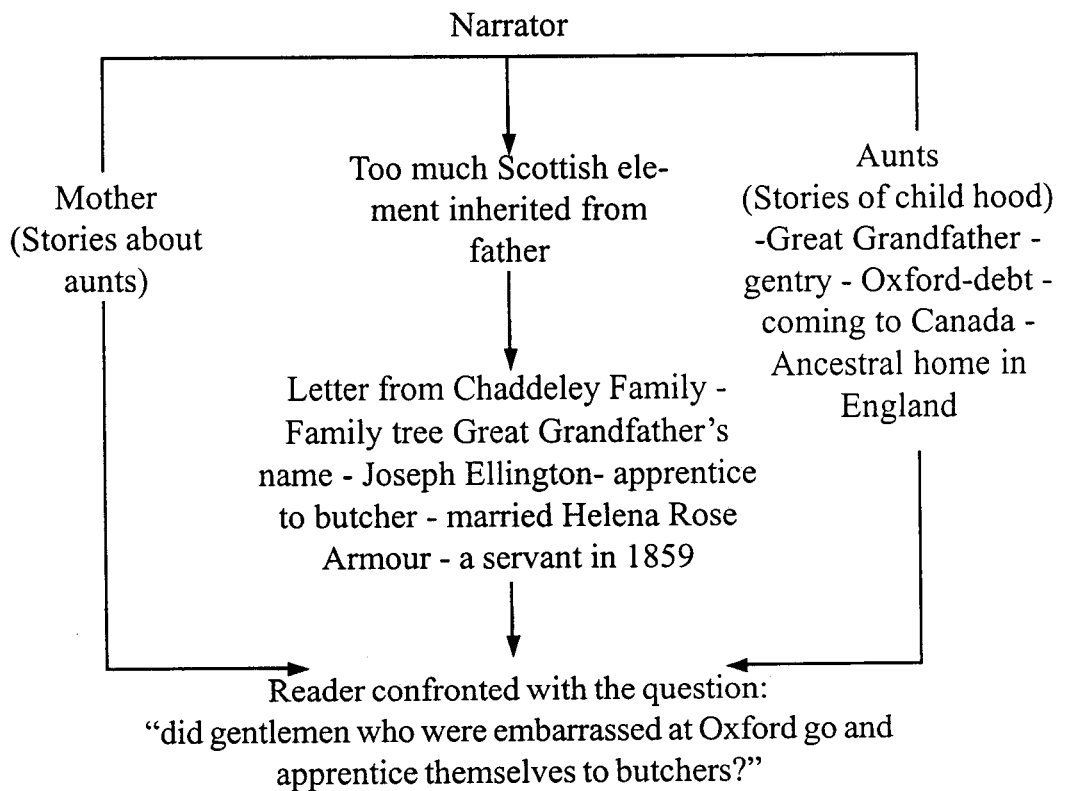 Narrator
Mother
(Stories about
aunts)
Too much Scottish ele-
ment inherited from
father
Aunts
(Stories of child hood)
-Great Grandfather -
gentry - Oxford-debt -
coming to Canada -
Ancestral home in
England
Letter from Chaddeley Family -
Family tree Great Grandfather's
name - Joseph Ellington- apprentice
to butcher - married Helena Rose
Armour - a servant in 1859
Reader confronted with the question:
“did gentlemen who were embarrassed at Oxford go and
apprentice themselves to butchers?”